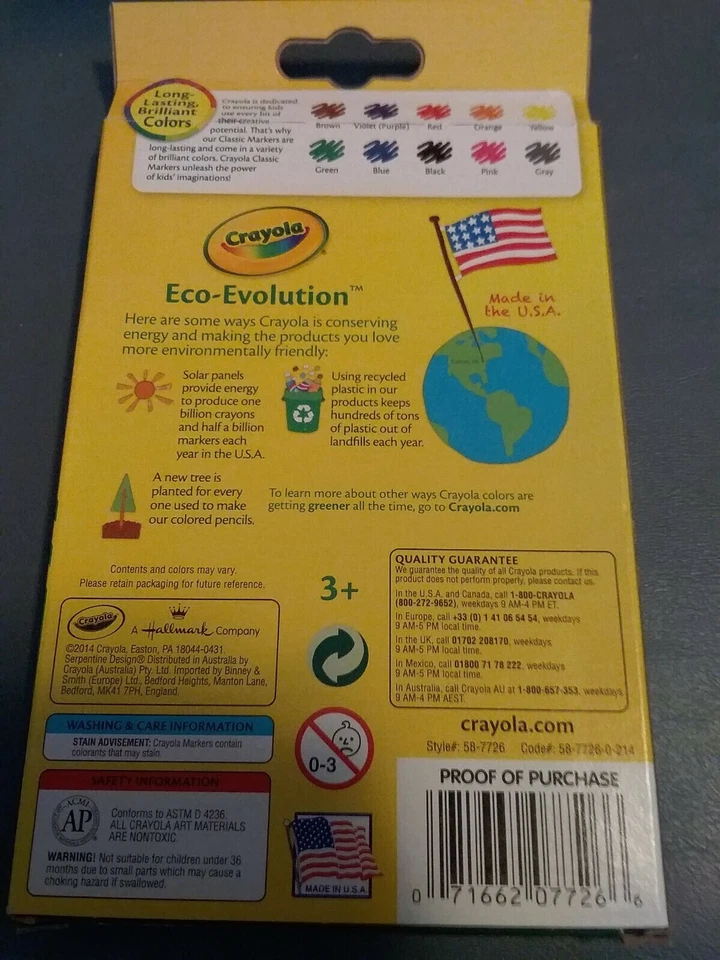 Long-
Lasting,
Brilliant
Colors
Crayola is dedicated
to ensuring kids
use every bit of
their creative
potential. That's why
our Classic Markers are
long-lasting and come in a variety
of brilliant colors. Crayola Classic
Markers unleash the power
of kids' imaginations!
Brown Violet (Purple) Red Orange Yellow
Green Blue Black Pink Gray
Crayola®
Eco-Evolution™
Here are some ways Crayola is conserving
energy and making the products you love
more environmentally friendly:
Made in
the U.S.A.
Solar panels
provide energy
to produce one
billion crayons
and half a billion
markers each
year in the U.S.A.
Using recycled
plastic in our
products keeps
hundreds of tons
of plastic out of
landfills each year.
A new tree is
planted for every
one used to make
our colored pencils.
To learn more about other ways Crayola colors are
getting greener all the time, go to Crayola.com
Contents and colors may vary.
Please retain packaging for future reference.
Crayola A Hallmark Company
©2014 Crayola, Easton, PA 18044-0431.
Serpentine Design® Distributed in Australia by
Crayola (Australia) Pty. Ltd. Imported by Binney &
Smith (Europe) Ltd., Bedford Heights, Manton Lane,
Bedford, MK41 7PH, England.
3+
QUALITY GUARANTEE
We guarantee the quality of all Crayola products. If this
product does not perform properly, please contact us.
In the U.S.A. and Canada, call 1-800-CRAYOLA
(800-272-9652), weekdays 9 AM-4 PM ET.
In Europe, call +33 (0) 1 41 06 54 54, weekdays
9 AM-5 PM local time.
In the UK, call 01702 208170, weekdays
9 AM-5 PM local time.
In Mexico, call 01800 71 78 222, weekdays
9 AM-5 PM local time.
In Australia, call Crayola AU at 1-800-657-353, weekdays
9 AM-4 PM AEST.
WASHING & CARE INFORMATION
STAIN ADVISEMENT: Crayola Markers contain
colorants that may stain.
0-3
crayola.com
Style#: 58-7726 Code#: 58-7726-0-214
SAFETY INFORMATION
ACMI
AP
Conforms to ASTM D 4236.
ALL CRAYOLA ART MATERIALS
ARE NONTOXIC.
WARNING! Not suitable for children under 36
months due to small parts which may cause a
choking hazard if swallowed.
MADE IN U.S.A.
PROOF OF PURCHASE
0 71662 07726 6